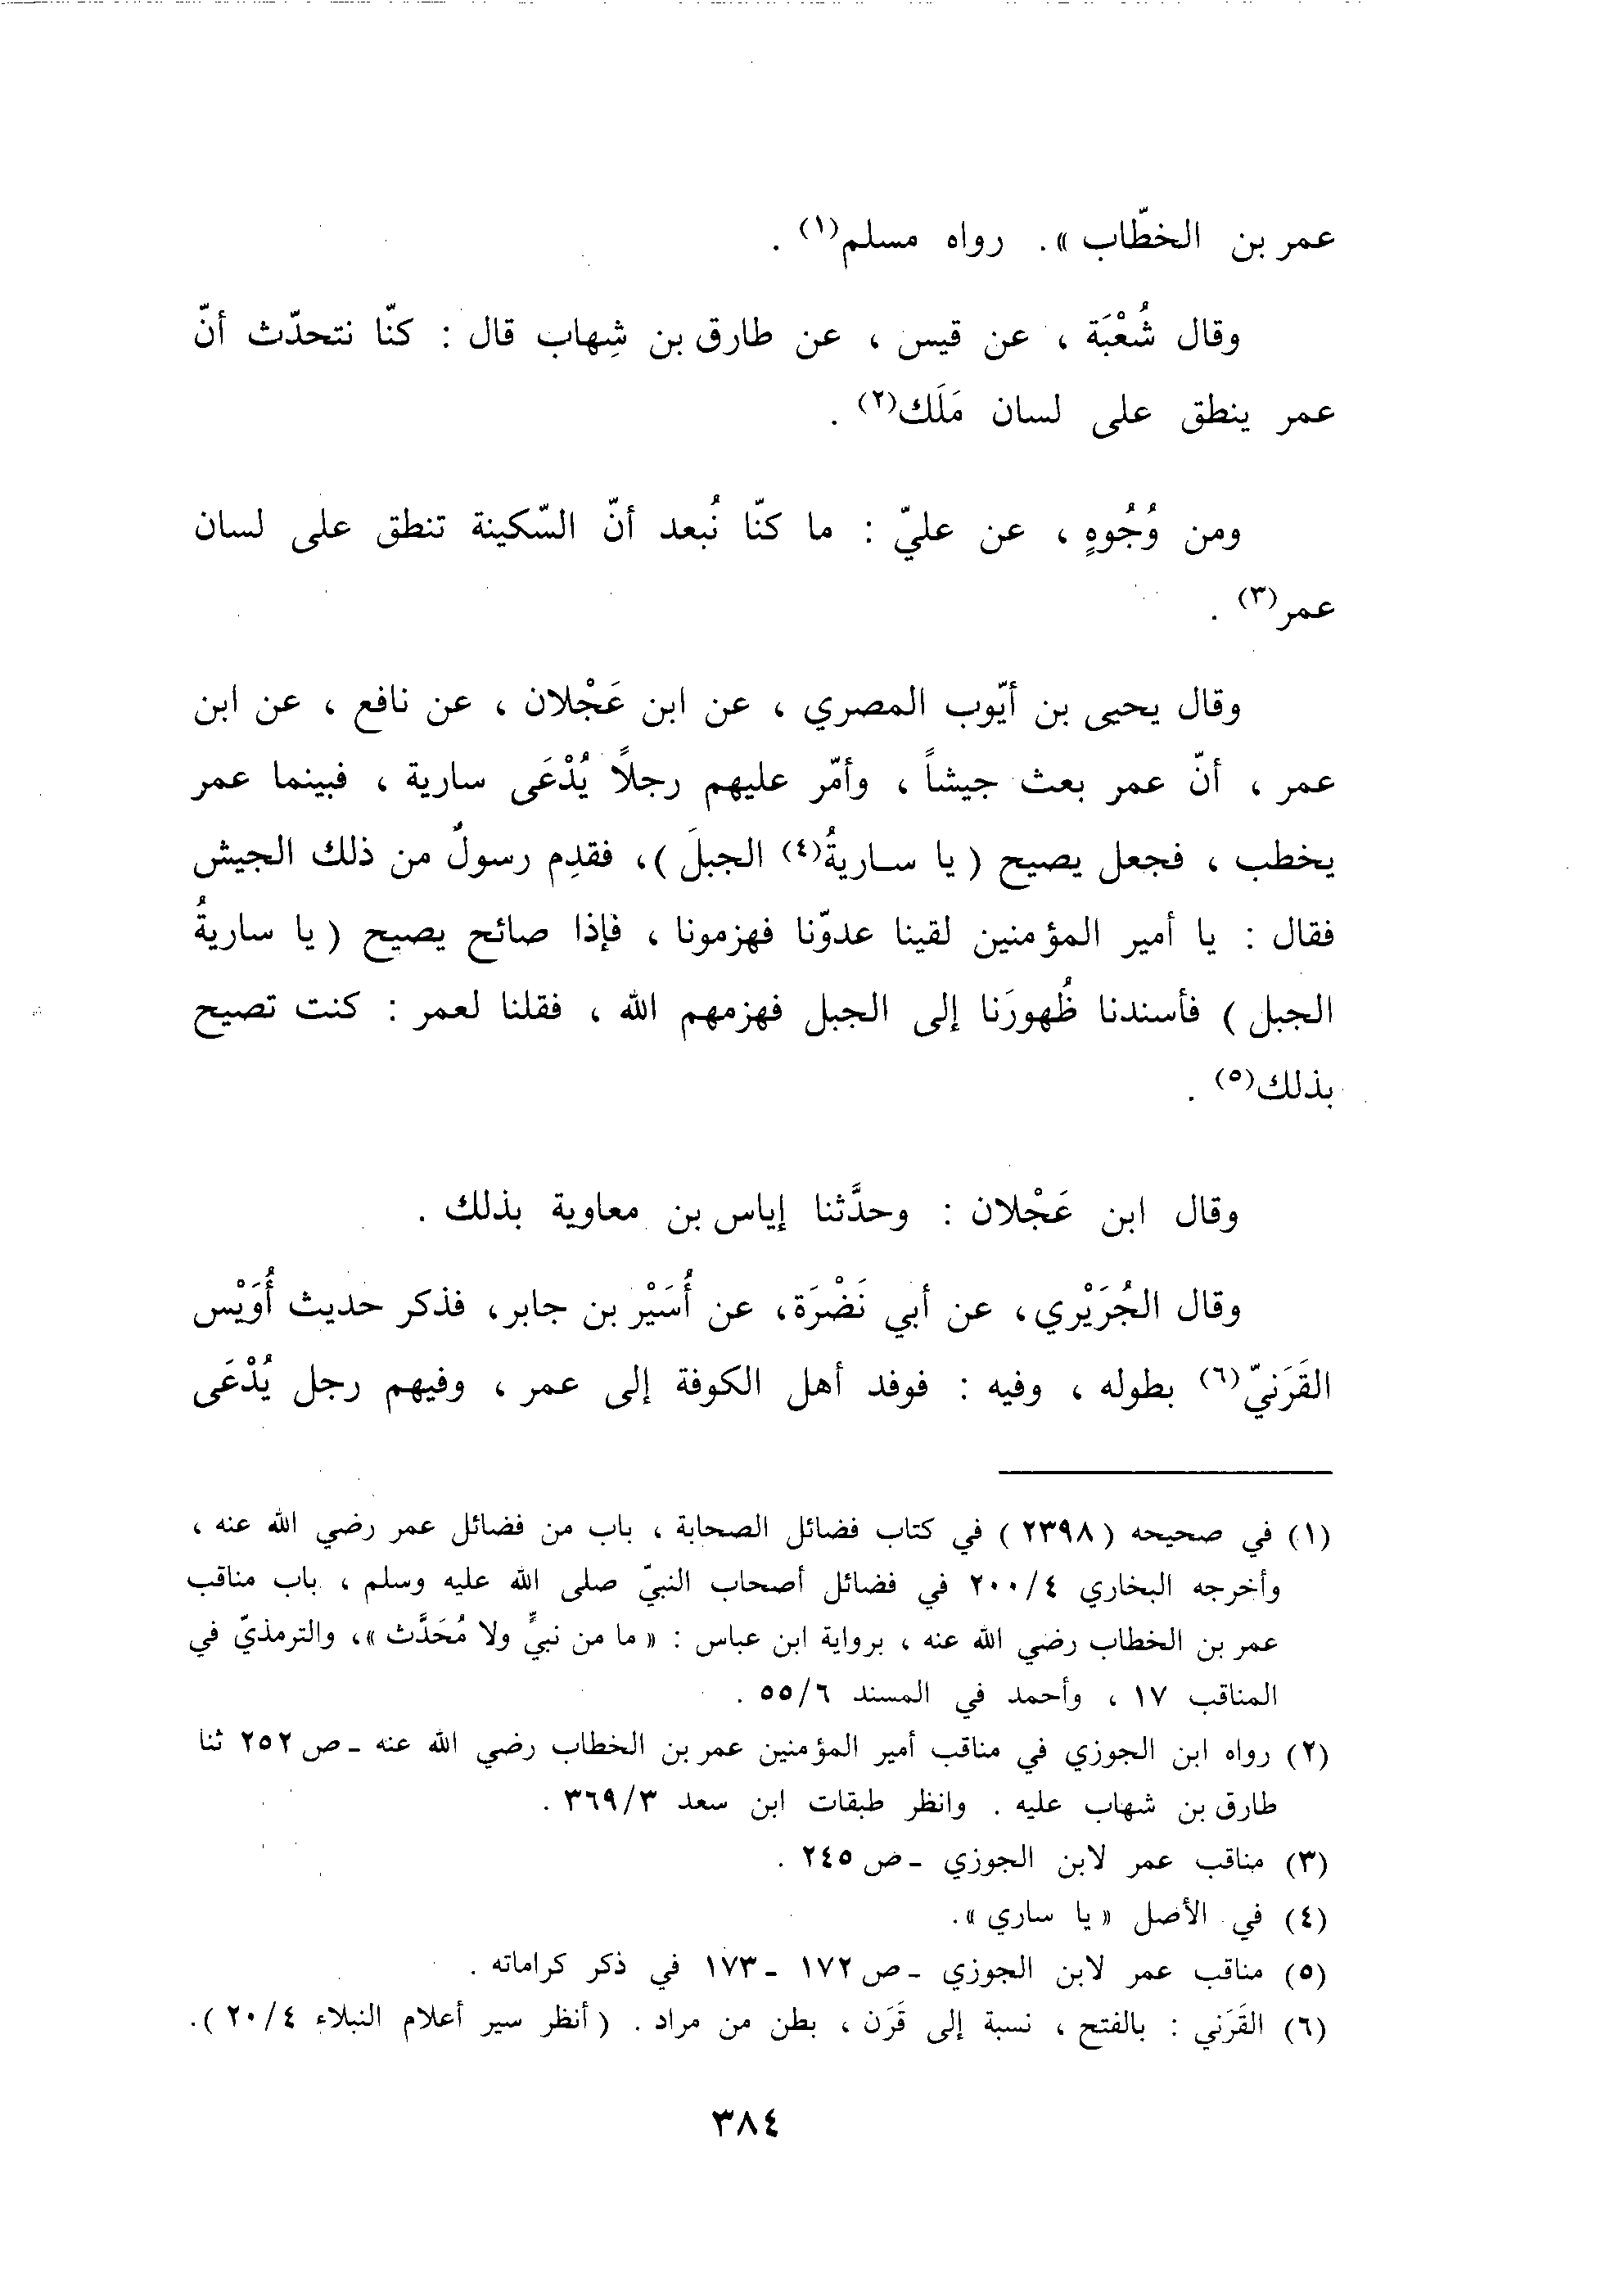 عمر بن الخطّاب ». رواه مسلم(١) .
وقال شُعْبَة ، عن قيس ، عن طارق بن شِهاب قال : كنّا نتحدّث أنّ
عمر ينطق على لسان مَلَك(٢) .
ومن وُجُوهٍ ، عن عليّ : ما كنّا نُبعد أنّ السّكينة تنطق على لسان
عمر(٣) .
وقال يحيى بن أيّوب المصري ، عن ابن عَجْلان ، عن نافع ، عن ابن
عمر ، أنّ عمر بعث جيشاً ، وأمّر عليهم رجلًا يُدْعَى سارية ، فبينما عمر
يخطب ، فجعل يصيح ( يا ســاريةُ(٤) الجبلَ )، فقدِم رسولٌ من ذلك الجيش
فقال : يا أمير المؤمنين لقينا عدوّنا فهزمونا ، فإذا صائح يصيح ( يا ساريةُ
الجبل ) فأسندنا ظُهورَنا إلى الجبل فهزمهم الله ، فقلنا لعمر : كنت تصيح
بذلك(٥) .
وقال ابن عَجْلان : وحدَّثنا إياس بن معاوية بذلك .
وقال الجُرَيْري، عن أبي نَضْرَة، عن أُسَيْر بن جابر، فذكر حديث أُوَيْس
القَرَنيّ(٦) بطوله ، وفيه : فوفد أهل الكوفة إلى عمر ، وفيهم رجل يُدْعَى
(١) في صحيحه ( ٢٣٩٨ ) في كتاب فضائل الصحابة ، باب من فضائل عمر رضي الله عنه ،
وأخرجه البخاري ٢٠٠/٤ في فضائل أصحاب النبيّ صلى الله عليه وسلم ، باب مناقب
عمر بن الخطاب رضي الله عنه ، برواية ابن عباس : « ما من نبيٍّ ولا مُحَدَّث »، والترمذيّ في
المناقب ١٧ ، وأحمد في المسند ٥٥/٦ .
(٢) رواه ابن الجوزي في مناقب أمير المؤمنين عمر بن الخطاب رضي الله عنه ـ ص ٢٥٢ ثنا
طارق بن شهاب عليه . وانظر طبقات ابن سعد ٣٦٩/٣ .
(٣) مناقب عمر لابن الجوزي ـ ص ٢٤٥ .
(٤) في الأصل « يا ساري ».
(٥) مناقب عمر لابن الجوزي ـ ص ١٧٢ ـ ١٧٣ في ذكر كراماته .
(٦) القَرَني : بالفتح ، نسبة إلى قَرَن ، بطن من مراد . ( أنظر سير أعلام النبلاء ٢٠/٤ ).
٣٨٤